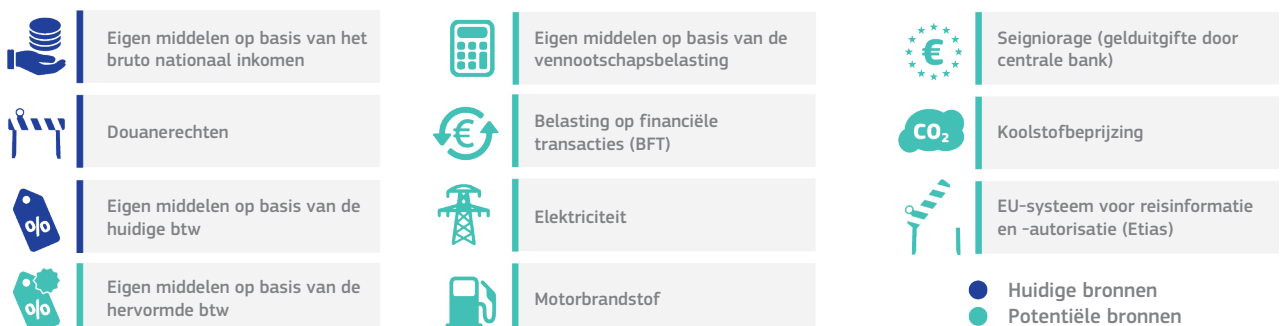 Eigen middelen op basis van het
bruto nationaal inkomen
Douanerechten
%
Eigen middelen op basis van de
huidige btw
%
Eigen middelen op basis van de
hervormde btw
Eigen middelen op basis van de
vennootschapsbelasting
€
Belasting op financiële
transacties (BFT)
Elektriciteit
Motorbrandstof
€
Seigniorage (gelduitgifte door
centrale bank)
CO₂
Koolstofbeprijzing
EU-systeem voor reisinformatie
en -autorisatie (Etias)
Huidige bronnen
Potentiële bronnen